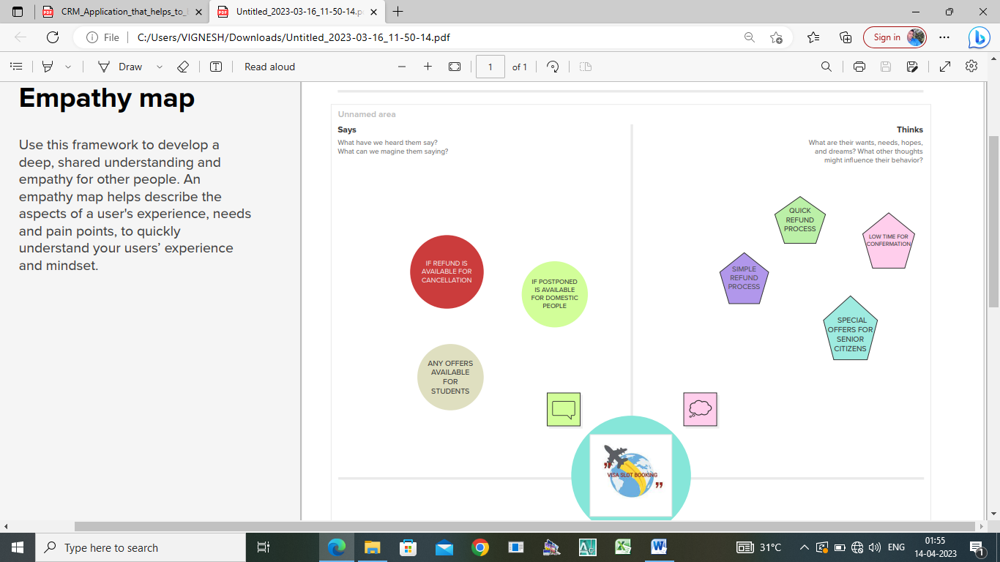 CRM_Application_that_helps_to_
Untitled_2023-03-16_11-50-14.p
File
C:/Users/VIGNESH/Downloads/Untitled_2023-03-16_11-50-14.pdf
Sign in
Draw
Read aloud
1
of 1
Empathy map
Use this framework to develop a
deep, shared understanding and
empathy for other people. An
empathy map helps describe the
aspects of a user's experience, needs
and pain points, to quickly
understand your users’ experience
and mindset.
Unnamed area
Says
What have we heard them say?
What can we magine them saying?
Thinks
What are their wants, needs, hopes,
and dreams? What other thoughts
might influence their behavior?
IF REFUND IS
AVAILABLE FOR
CANCELLATION
IF POSTPONED
IS AVAILABLE
FOR DOMESTIC
PEOPLE
ANY OFFERS
AVAILABLE
FOR
STUDENTS
QUICK
REFUND
PROCESS
LOW TIME FOR
CONFERMATION
SIMPLE
REFUND
PROCESS
SPECIAL
OFFERS FOR
SENIOR
CITIZENS
" VISA SLOT BOOKING "
Type here to search
31°C
ENG
01:55
14-04-2023
1